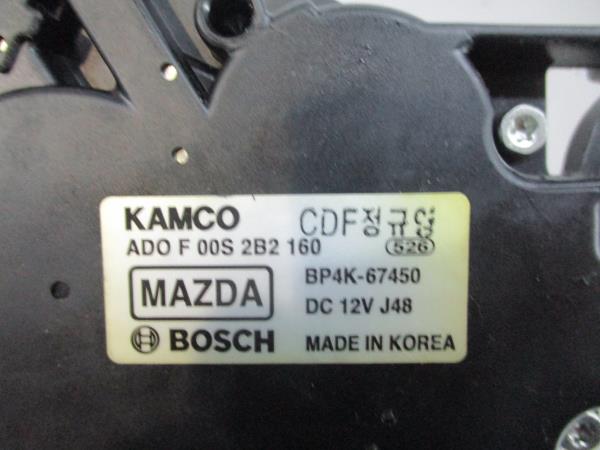 KAMCO CDF정규영
ADO F 00S 2B2 160 526
MAZDA BP4K-67450
DC 12V J48
BOSCH MADE IN KOREA